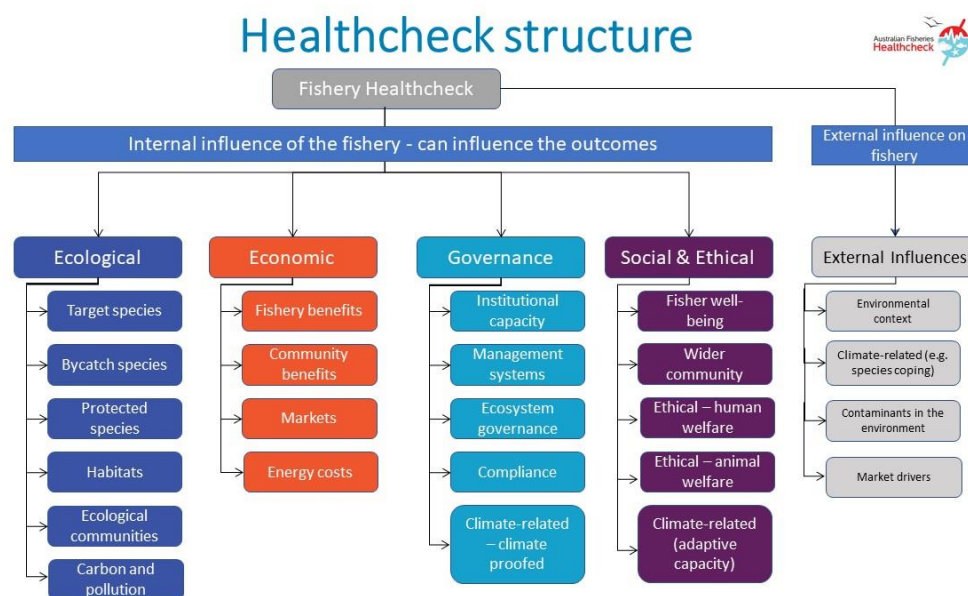 Healthcheck structure
Australian Fisheries
Healthcheck
Fishery Healthcheck
Internal influence of the fishery - can influence the outcomes
External influence on
fishery
Ecological
Target species
Bycatch species
Protected
species
Habitats
Ecological
communities
Carbon and
pollution
Economic
Fishery benefits
Community
benefits
Markets
Energy costs
Governance
Institutional
capacity
Management
systems
Ecosystem
governance
Compliance
Climate-related
– climate
proofed
Social & Ethical
Fisher well-
being
Wider
community
Ethical – human
welfare
Ethical – animal
welfare
Climate-related
(adaptive
capacity)
External Influences
Environmental
context
Climate-related (e.g.
species coping)
Contaminants in the
environment
Market drivers